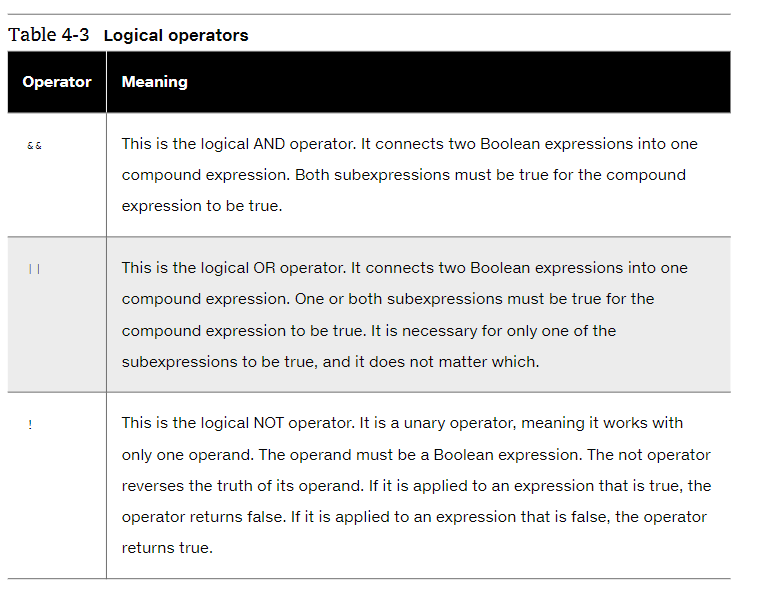 Table 4-3 Logical operators
Operator Meaning
&& This is the logical AND operator. It connects two Boolean expressions into one
compound expression. Both subexpressions must be true for the compound
expression to be true.
|| This is the logical OR operator. It connects two Boolean expressions into one
compound expression. One or both subexpressions must be true for the
compound expression to be true. It is necessary for only one of the
subexpressions to be true, and it does not matter which.
! This is the logical NOT operator. It is a unary operator, meaning it works with
only one operand. The operand must be a Boolean expression. The not operator
reverses the truth of its operand. If it is applied to an expression that is true, the
operator returns false. If it is applied to an expression that is false, the operator
returns true.